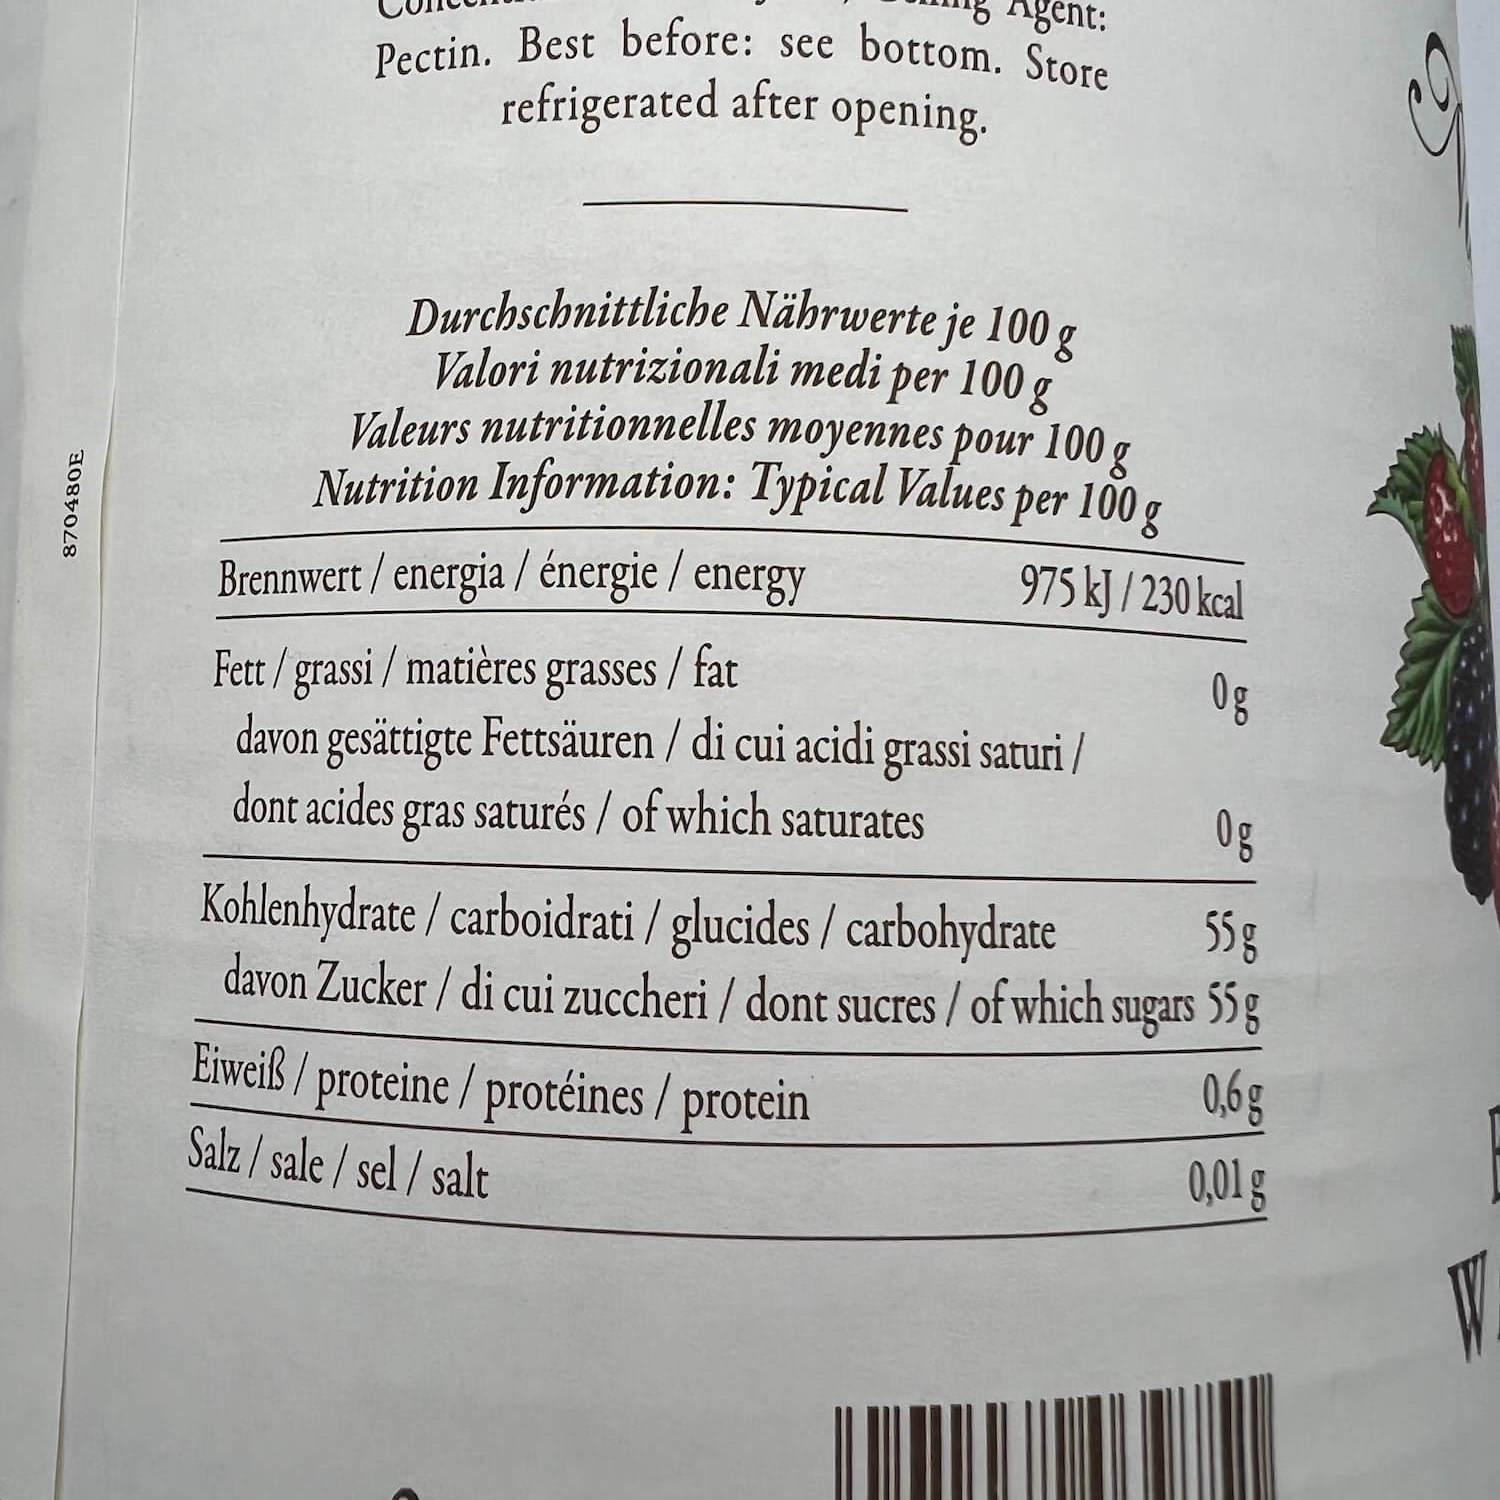 Agent:
Pectin. Best before: see bottom. Store
refrigerated after opening.
Durchschnittliche Nährwerte je 100 g
Valori nutrizionali medi per 100 g
Valeurs nutritionnelles moyennes pour 100 g
Nutrition Information: Typical Values per 100 g
Brennwert / energia / énergie / energy 975 kJ / 230 kcal
Fett / grassi / matières grasses / fat 0 g
davon gesättigte Fettsäuren / di cui acidi grassi saturi /
dont acides gras saturés / of which saturates 0 g
Kohlenhydrate / carboidrati / glucides / carbohydrate 55 g
davon Zucker / di cui zuccheri / dont sucres / of which sugars 55 g
Eiweiß / proteine / protéines / protein 0,6 g
Salz / sale / sel / salt 0,01 g
870480E